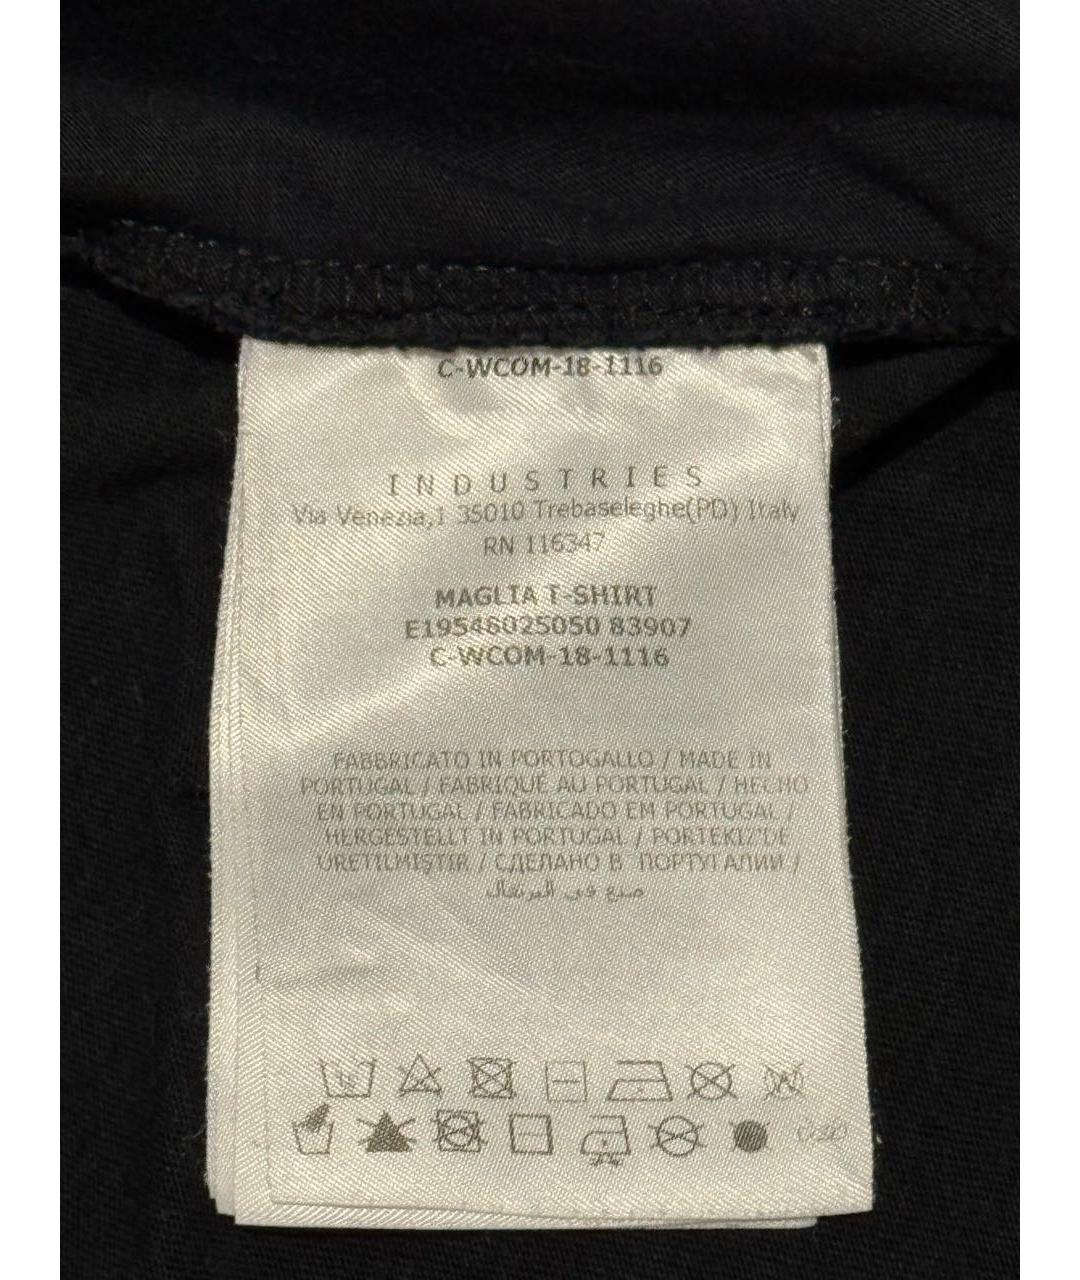 C-WCOM-18-1116
INDUSTRIES
Via Venezia,1 35010 Trebaseleghe(PD) Italy
RN 116347
MAGLIA T-SHIRT
E19546025050 83907
C-WCOM-18-1116
FABBRICATO IN PORTOGALLO / MADE IN
PORTUGAL / FABRIQUÉ AU PORTUGAL / HECHO
EN PORTUGAL / FABRICADO EM PORTUGAL /
HERGESTELLT IN PORTUGAL / PORTEKIZ'DE
ÜRETILMIŞTIR / СДЕЛАНО В ПОРТУГАЛИИ /
صنع في البرتغال